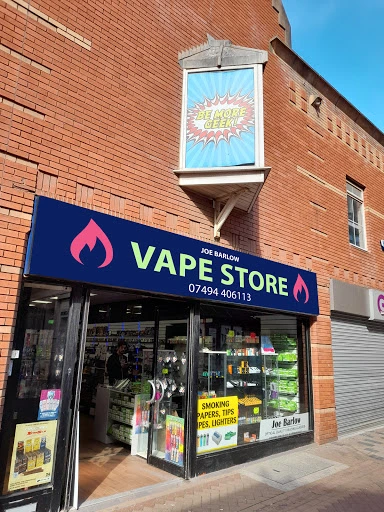 BE MORE
GEEK
JOE BARLOW
VAPE STORE
07494 406113
SMOKING
PAPERS, TIPS
PIPES, LIGHTERS
Joe Barlow